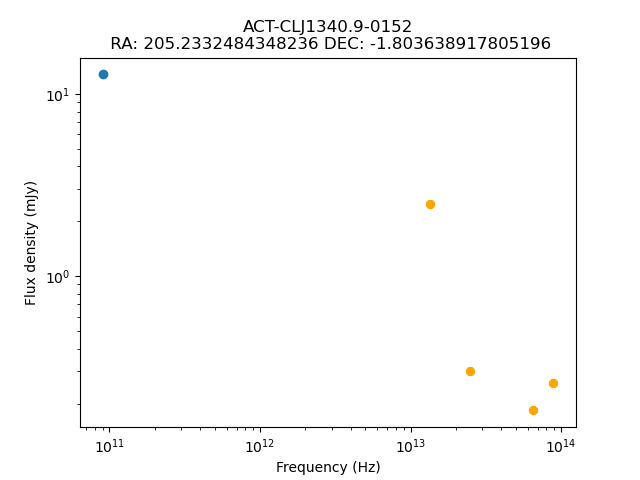 ACT-CLJ1340.9-0152
RA: 205.2332484348236 DEC: -1.803638917805196
Flux density (mJy)
10¹
10⁰
10¹¹
10¹²
10¹³
10¹⁴
Frequency (Hz)